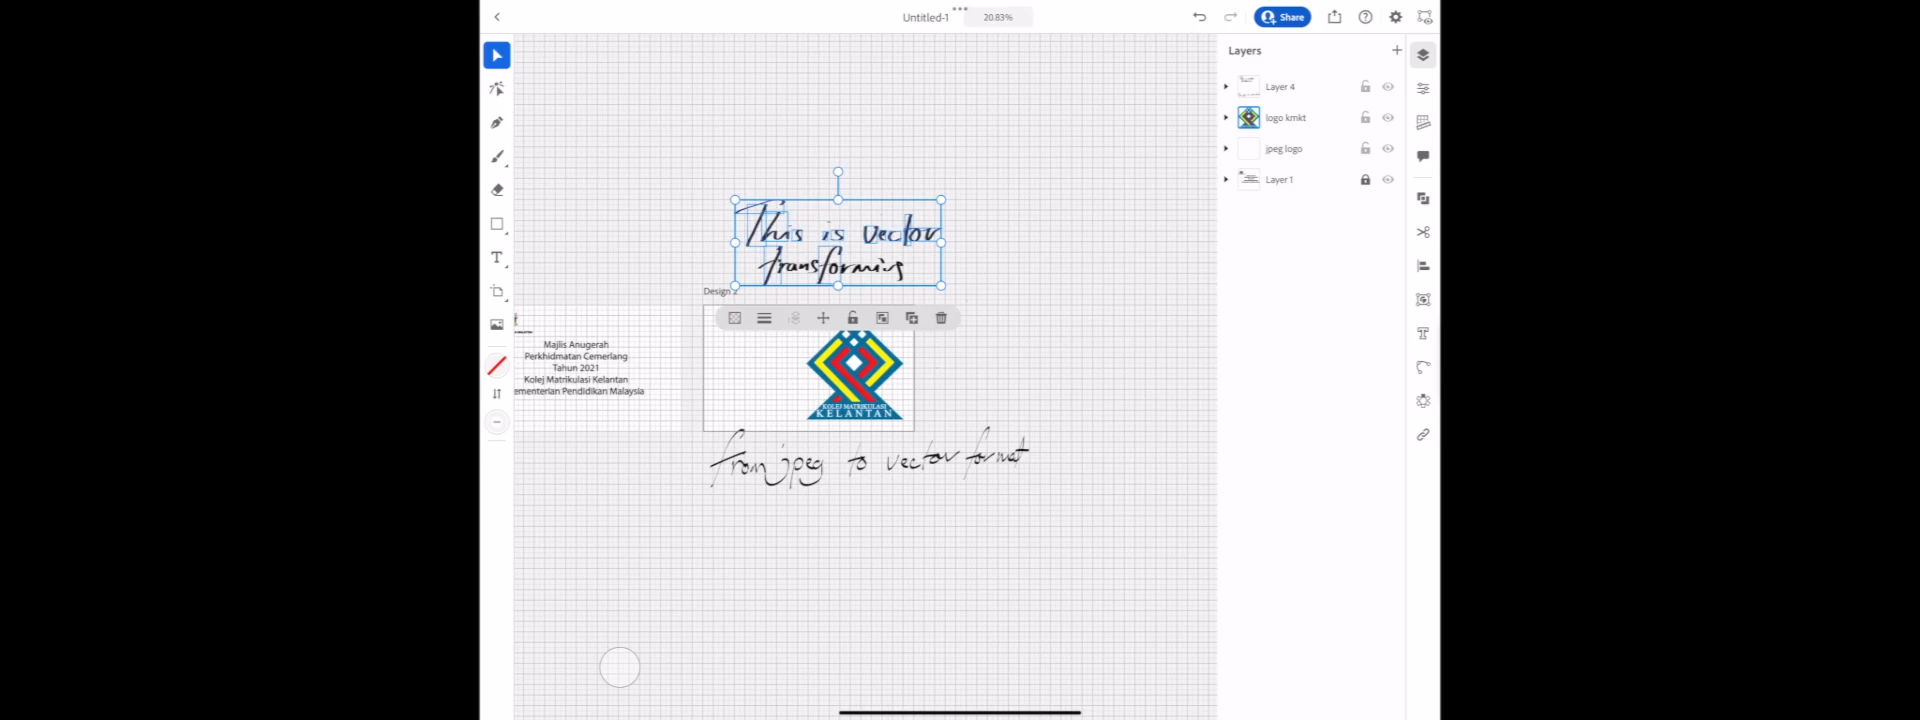 Untitled-1
20.83%
Share
Layers
Layer 4
logo kmkt
jpeg logo
Layer 1
This is vector
transforming
Design 2
Majlis Anugerah
Perkhidmatan Cemerlang
Tahun 2021
Kolej Matrikulasi Kelantan
ementerian Pendidikan Malaysia
KOLEJ MATRIKULASI
KELANTAN
from jpeg to vector format